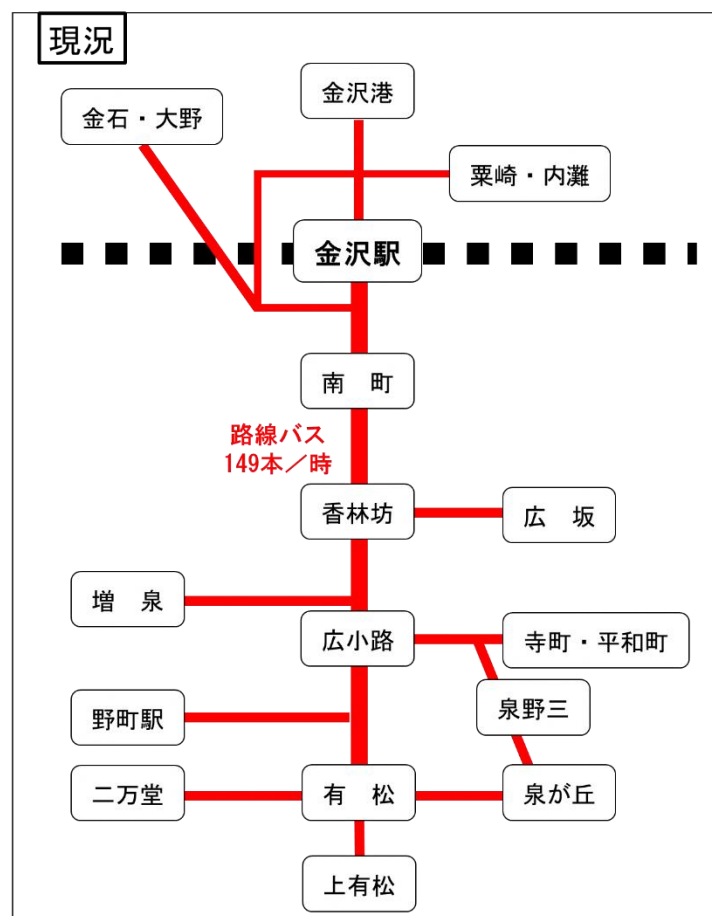 現況
金沢港
金石・大野
粟崎・内灘
金沢駅
南　町
路線バス
149本／時
香林坊
広　坂
増　泉
広小路
寺町・平和町
泉野三
野町駅
二万堂
有　松
泉が丘
上有松